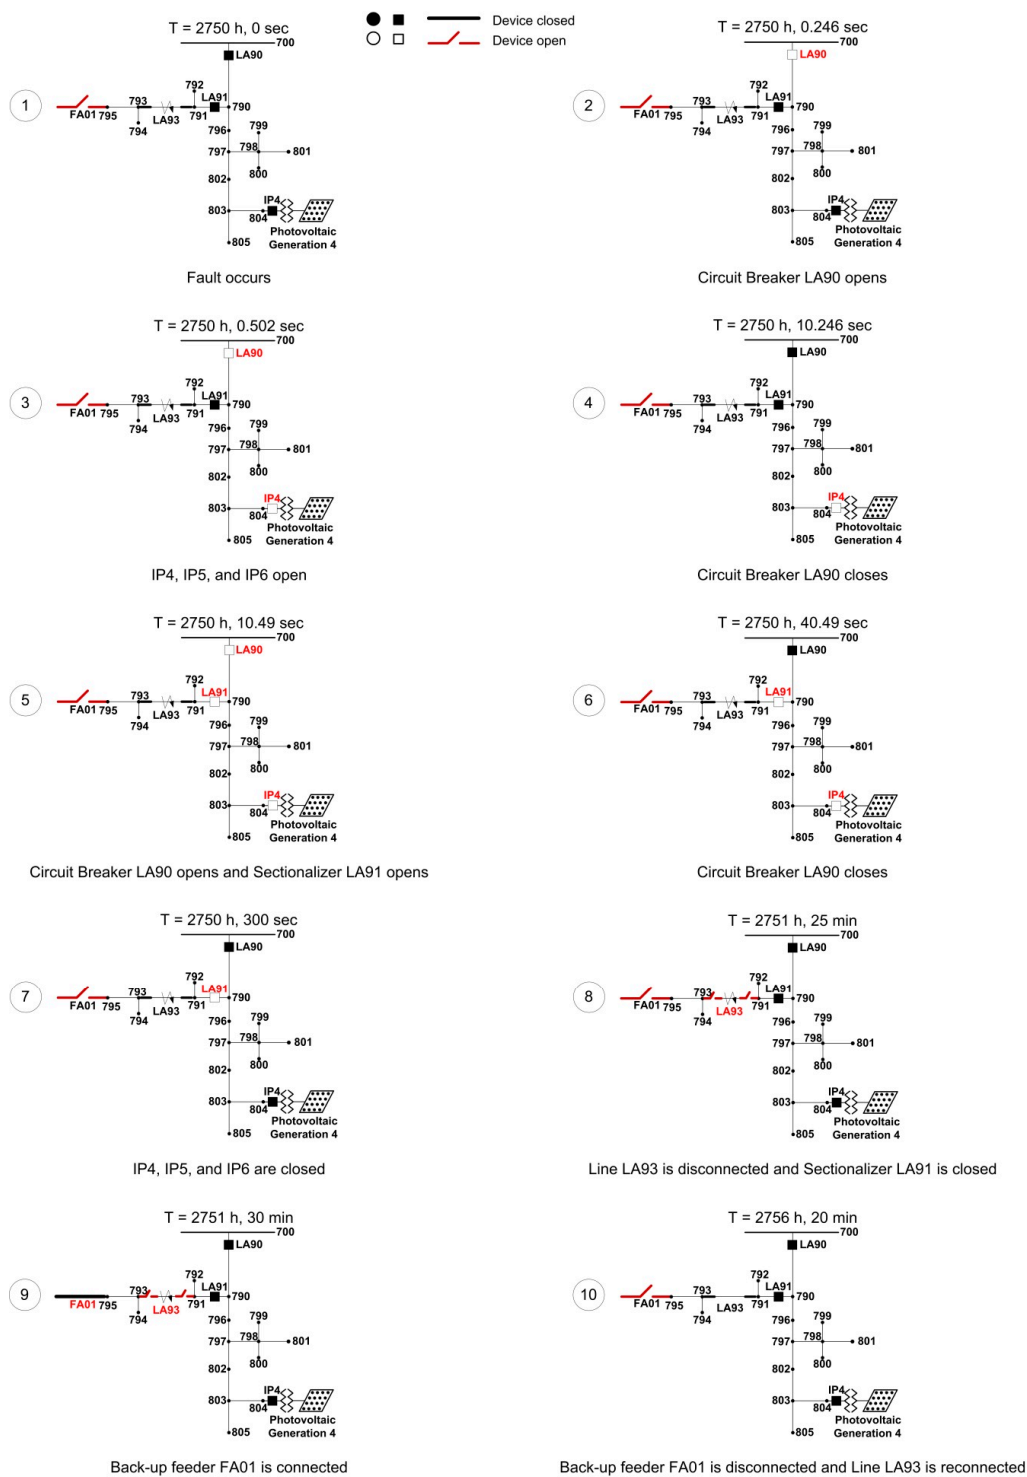 Device closed
Device open
T = 2750 h, 0 sec
700
LA90
1
792
LA91
793
790
FA01 795
LA93
791
794
796
799
797
798
801
800
802
IP4
803
804
Photovoltaic
Generation 4
805
Fault occurs
T = 2750 h, 0.246 sec
700
LA90
2
792
LA91
793
790
FA01 795
LA93
791
794
796
799
797
798
801
800
802
IP4
803
804
Photovoltaic
Generation 4
805
Circuit Breaker LA90 opens
T = 2750 h, 0.502 sec
700
LA90
3
792
LA91
793
790
FA01 795
LA93
791
794
796
799
797
798
801
800
802
IP4
803
804
Photovoltaic
Generation 4
805
IP4, IP5, and IP6 open
T = 2750 h, 10.246 sec
700
LA90
4
792
LA91
793
790
FA01 795
LA93
791
794
796
799
797
798
801
800
802
IP4
803
804
Photovoltaic
Generation 4
805
Circuit Breaker LA90 closes
T = 2750 h, 10.49 sec
700
LA90
5
792
LA91
793
790
FA01 795
LA93
791
794
796
799
797
798
801
800
802
IP4
803
804
Photovoltaic
Generation 4
805
Circuit Breaker LA90 opens and Sectionalizer LA91 opens
T = 2750 h, 40.49 sec
700
LA90
6
792
LA91
793
790
FA01 795
LA93
791
794
796
799
797
798
801
800
802
IP4
803
804
Photovoltaic
Generation 4
805
Circuit Breaker LA90 closes
T = 2750 h, 300 sec
700
LA90
7
792
LA91
793
790
FA01 795
LA93
791
794
796
799
797
798
801
800
802
IP4
803
804
Photovoltaic
Generation 4
805
IP4, IP5, and IP6 are closed
T = 2751 h, 25 min
700
LA90
8
792
LA91
793
790
FA01 795
LA93
791
794
796
799
797
798
801
800
802
IP4
803
804
Photovoltaic
Generation 4
805
Line LA93 is disconnected and Sectionalizer LA91 is closed
T = 2751 h, 30 min
700
LA90
9
792
LA91
793
790
FA01 795
LA93
791
794
796
799
797
798
801
800
802
IP4
803
804
Photovoltaic
Generation 4
805
Back-up feeder FA01 is connected
T = 2756 h, 20 min
700
LA90
10
792
LA91
793
790
FA01 795
LA93
791
794
796
799
797
798
801
800
802
IP4
803
804
Photovoltaic
Generation 4
805
Back-up feeder FA01 is disconnected and Line LA93 is reconnected